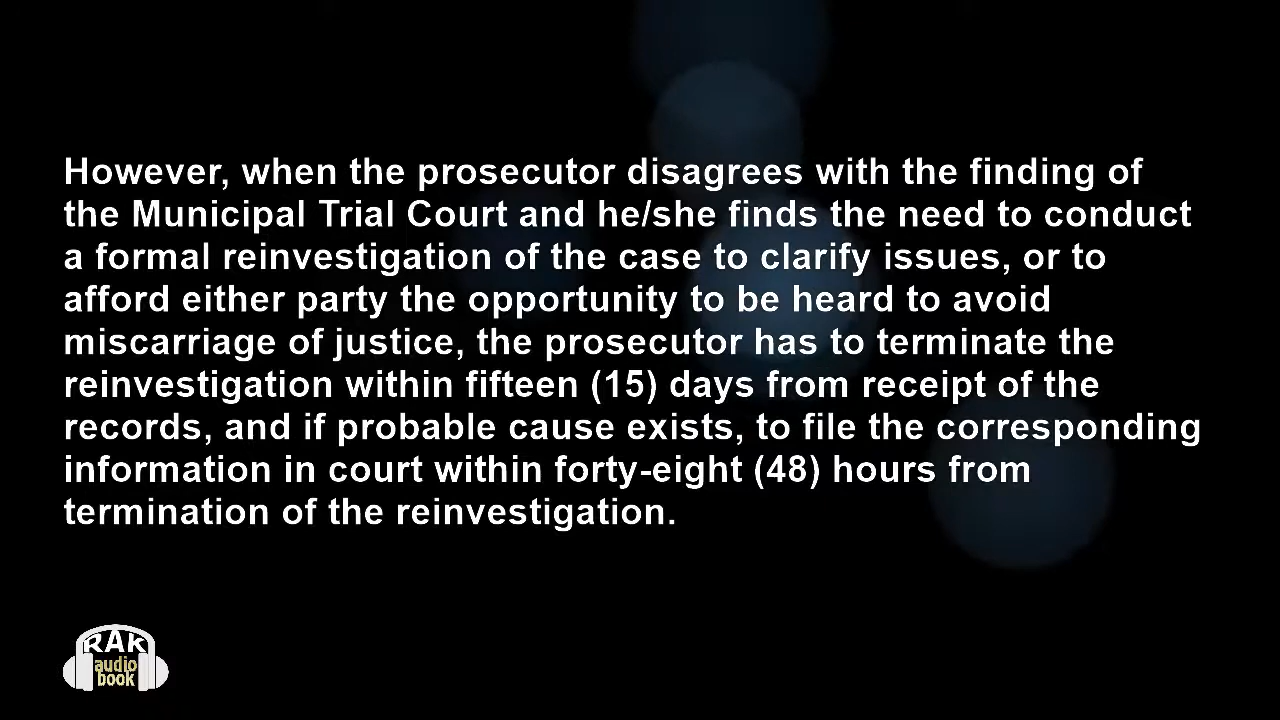 However, when the prosecutor disagrees with the finding of
the Municipal Trial Court and he/she finds the need to conduct
a formal reinvestigation of the case to clarify issues, or to
afford either party the opportunity to be heard to avoid
miscarriage of justice, the prosecutor has to terminate the
reinvestigation within fifteen (15) days from receipt of the
records, and if probable cause exists, to file the corresponding
information in court within forty-eight (48) hours from
termination of the reinvestigation.
RAK
audio
book